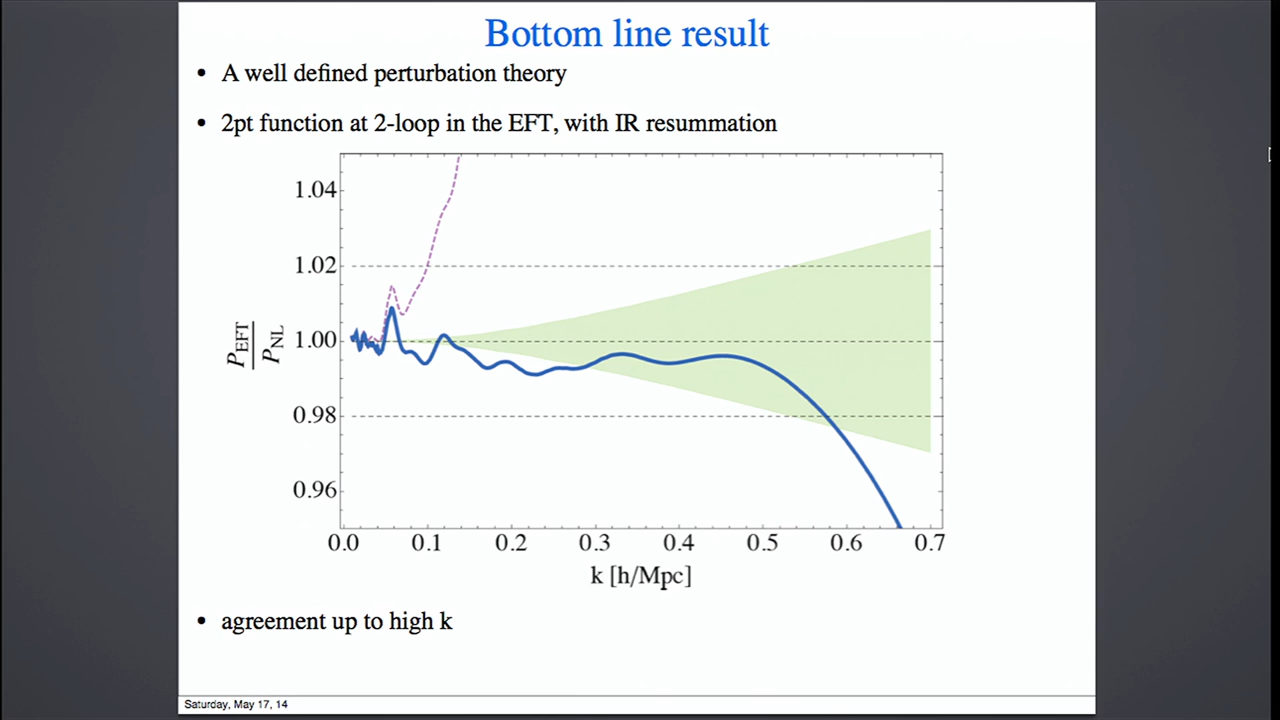 Bottom line result
• A well defined perturbation theory
• 2pt function at 2-loop in the EFT, with IR resummation
1.04
1.02
1.00
0.98
0.96
P_EFT
P_NL
0.0 0.1 0.2 0.3 0.4 0.5 0.6 0.7
k [h/Mpc]
• agreement up to high k
Saturday, May 17, 14